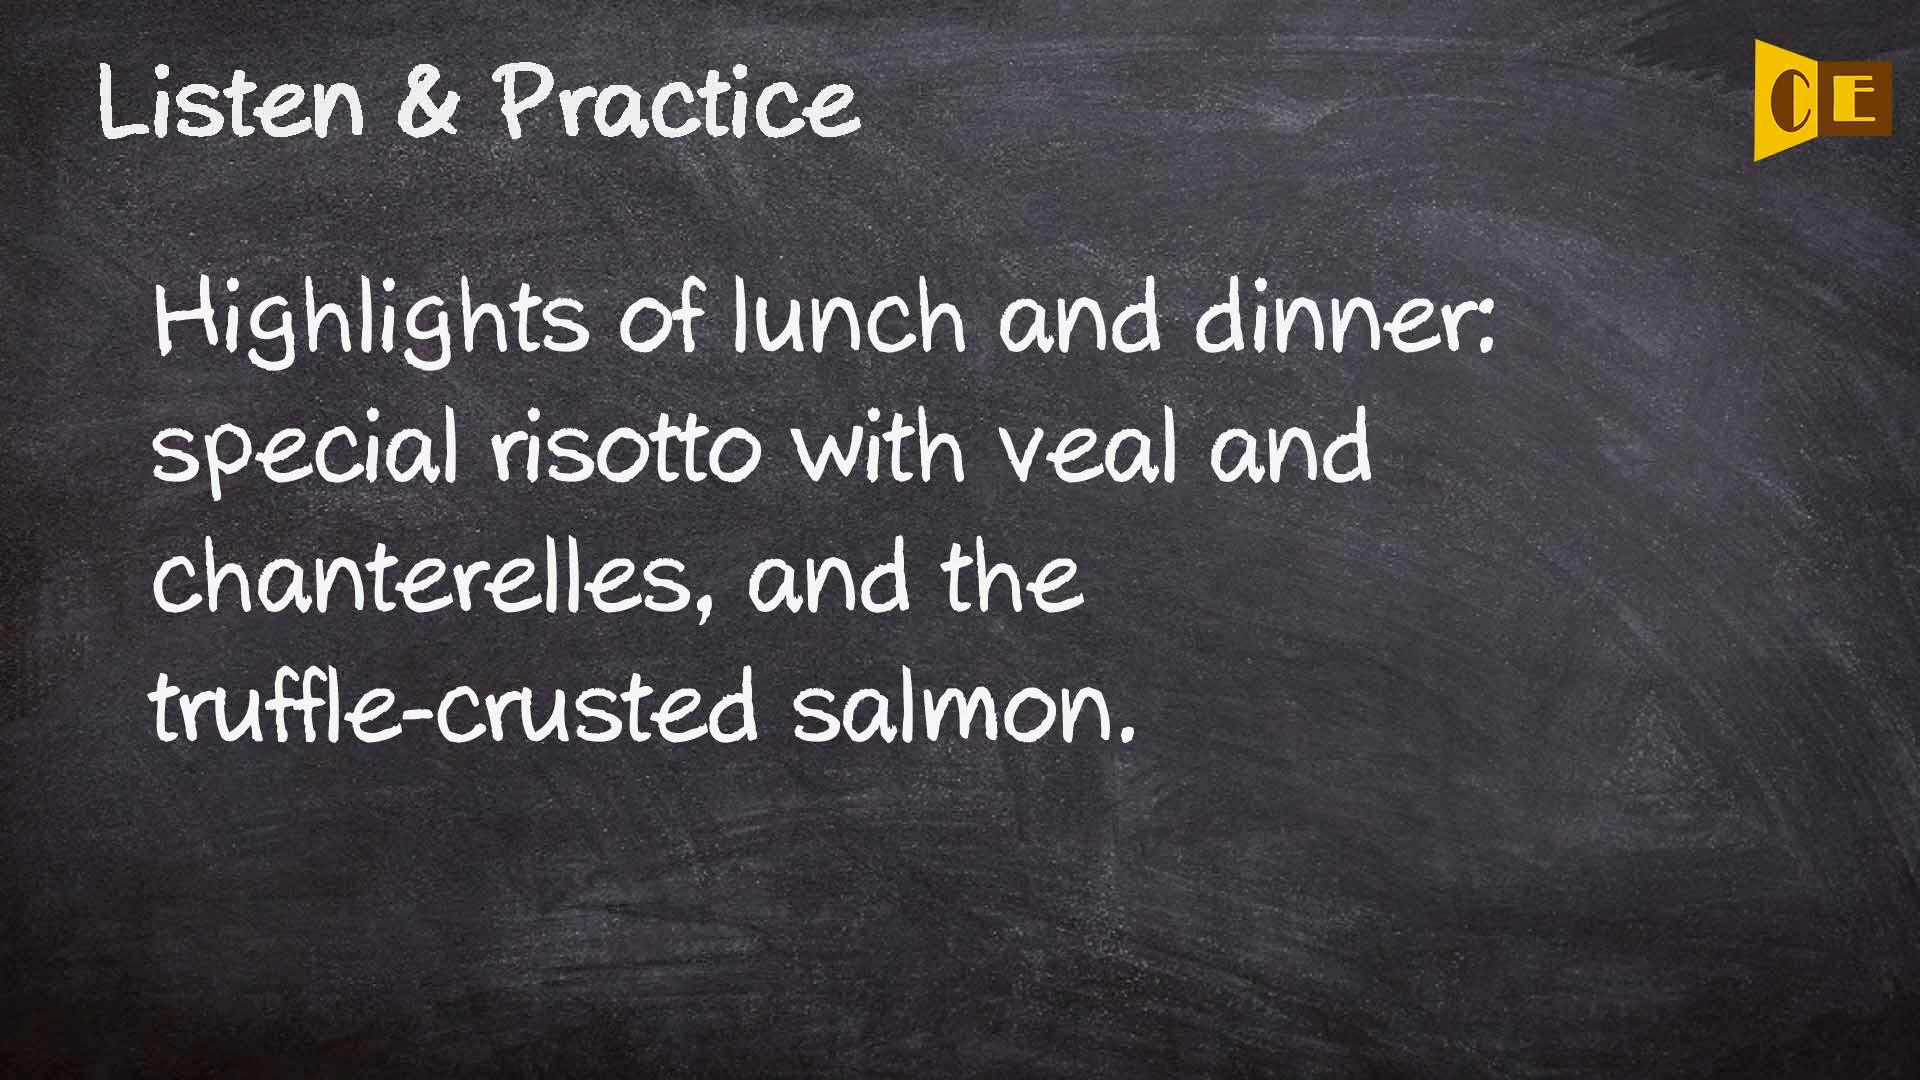 Listen & Practice
CE
Highlights of lunch and dinner:
special risotto with veal and
chanterelles, and the
truffle-crusted salmon.